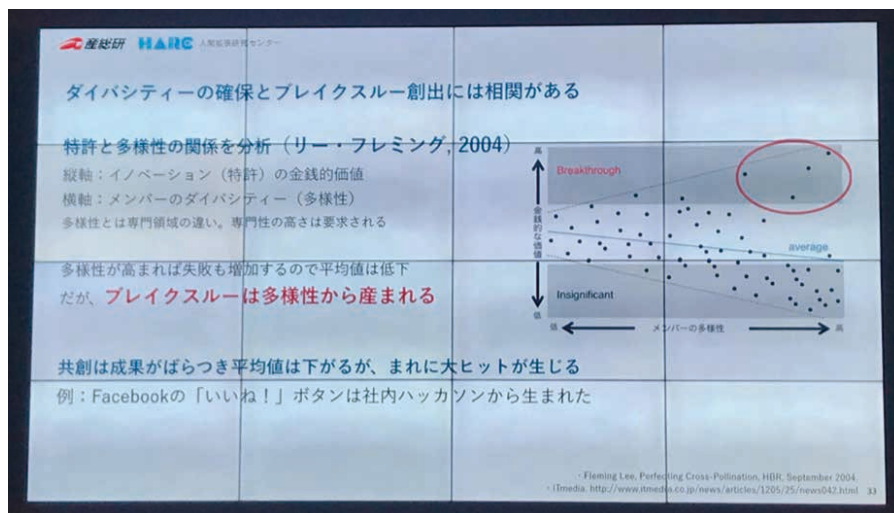 産総研 HARC 人間拡張研究センター
ダイバシティーの確保とブレイクスルー創出には相関がある
特許と多様性の関係を分析（リー・フレミング, 2004）
縦軸：イノベーション（特許）の金銭的価値
横軸：メンバーのダイバシティー（多様性）
多様性とは専門領域の違い。専門性の高さは要求される
多様性が高まれば失敗も増加するので平均値は低下
だが、ブレイクスルーは多様性から産まれる
高
Breakthrough
金銭的な価値
average
Insignificant
低
低 メンバーの多様性 高
共創は成果がばらつき平均値は下がるが、まれに大ヒットが生じる
例：Facebookの「いいね！」ボタンは社内ハッカソンから生まれた
・Fleming Lee, Perfecting Cross-Pollination, HBR, September 2004.
・ITmedia, http://www.itmedia.co.jp/news/articles/1205/25/news042.html 33